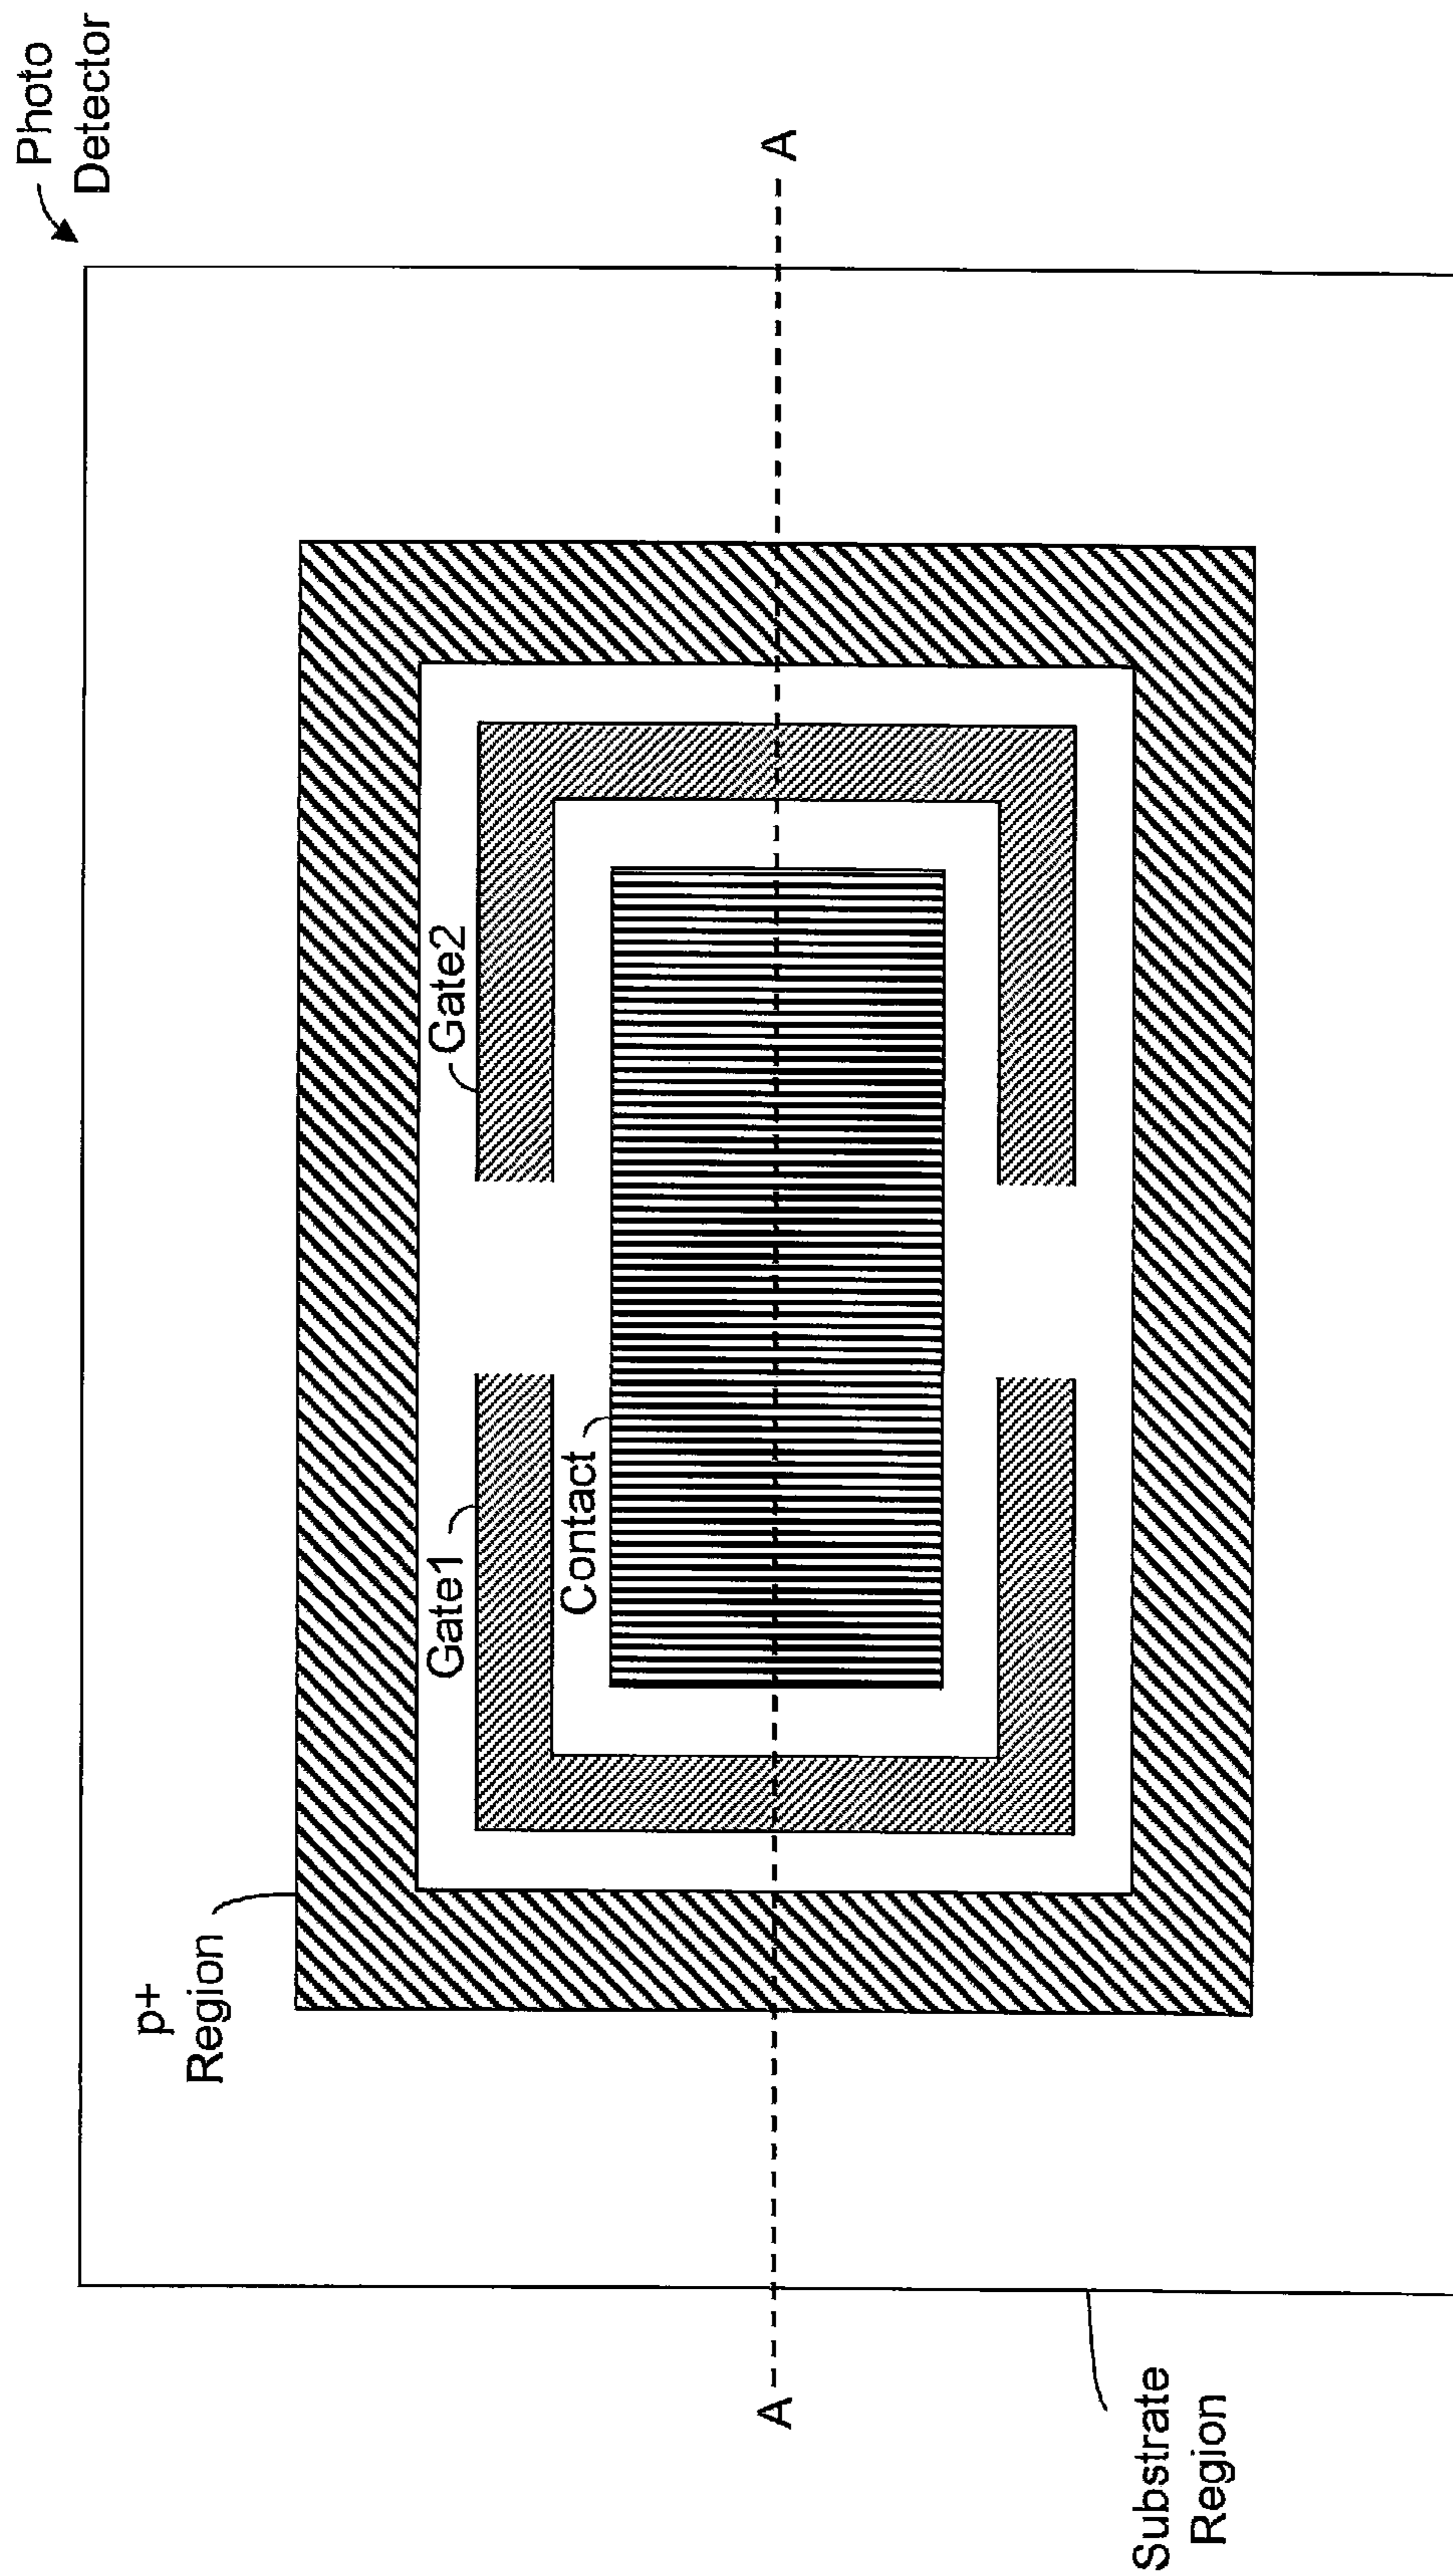 Photo
Detector
A
Gate2
Gate1
Contact
p+
Region
A
Substrate
Region